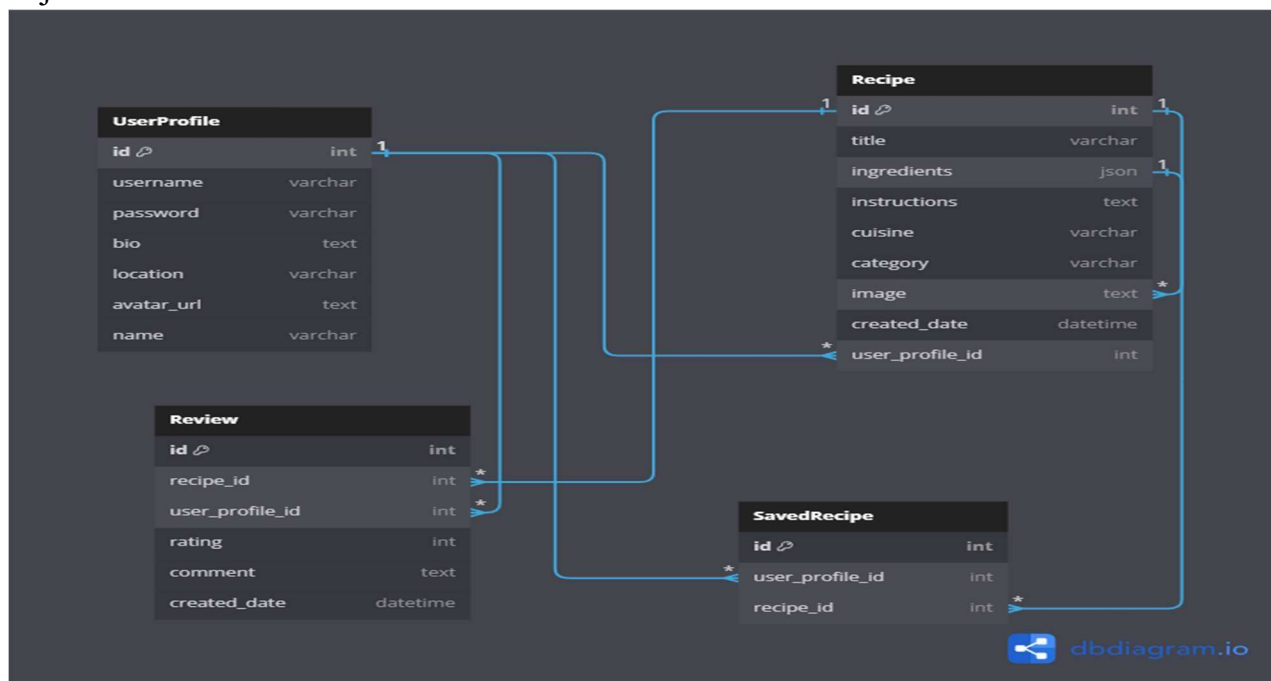 UserProfile
id int 1
username varchar
password varchar
bio text
location varchar
avatar_url text
name varchar
Recipe
1 id int 1
title varchar
ingredients json 1
instructions text
cuisine varchar
category varchar
image text *
created_date datetime
* user_profile_id int
Review
id int
recipe_id int *
user_profile_id int *
rating int
comment text
created_date datetime
SavedRecipe
id int
* user_profile_id int
recipe_id int *
dbdiagram.io